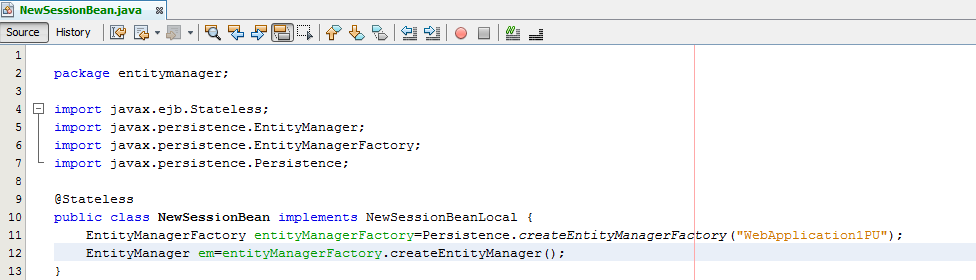 NewSessionBean.java
Source History
1
2 package entitymanager;
3
4 import javax.ejb.Stateless;
5 import javax.persistence.EntityManager;
6 import javax.persistence.EntityManagerFactory;
7 import javax.persistence.Persistence;
8
9 @Stateless
10 public class NewSessionBean implements NewSessionBeanLocal {
11 EntityManagerFactory entityManagerFactory=Persistence.createEntityManagerFactory("WebApplication1PU");
12 EntityManager em=entityManagerFactory.createEntityManager();
13 }